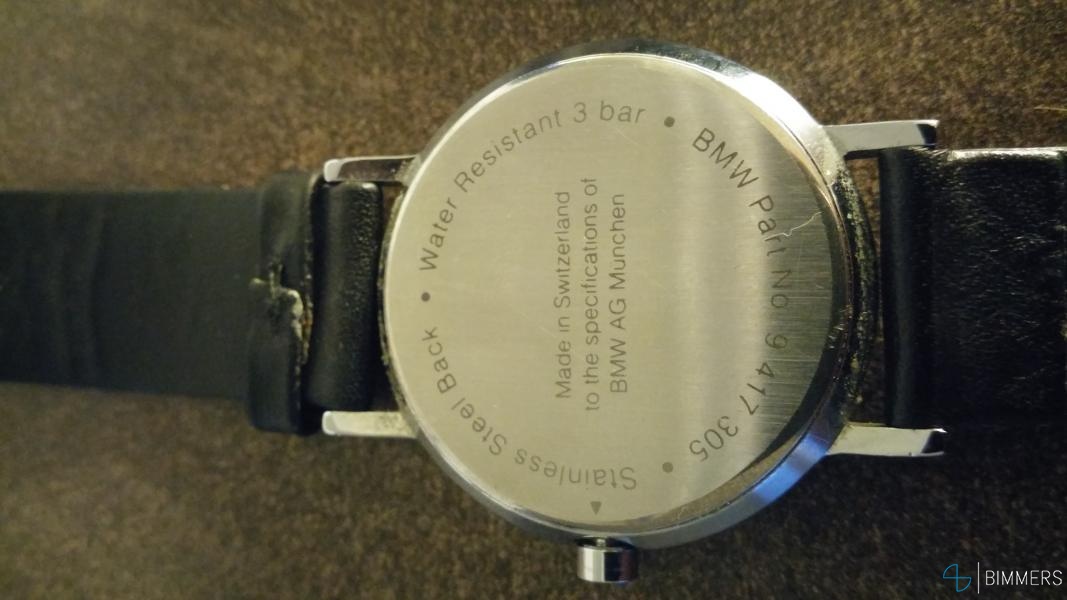 Water Resistant 3 bar • BMW Part No 9 417 305 • Stainless Steel Back •
Made in Switzerland
to the specifications of
BMW AG Munchen
BIMMERS